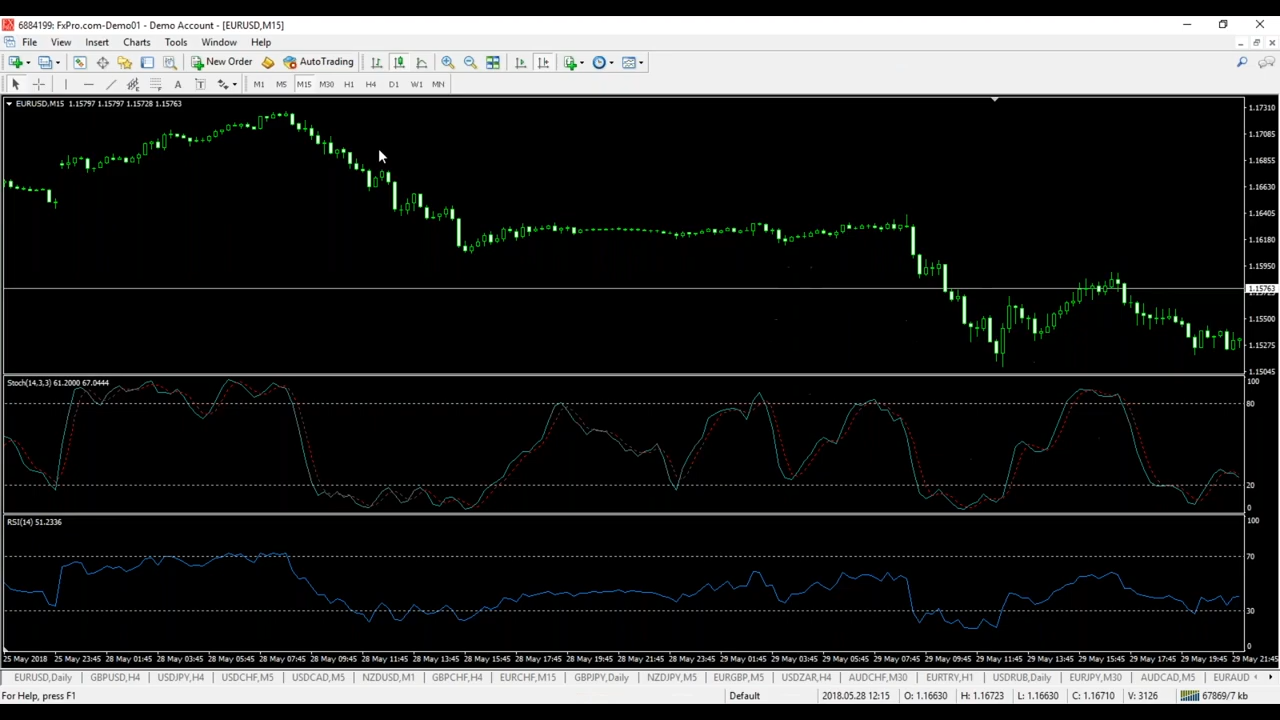 6884199: FxPro.com-Demo01 - Demo Account - [EURUSD,M15]
File View Insert Charts Tools Window Help
New Order AutoTrading
A T M1 M5 M15 M30 H1 H4 D1 W1 MN
EURUSD,M15 1.15797 1.15797 1.15728 1.15763
1.17310
1.17085
1.16855
1.16630
1.16405
1.16180
1.15950
1.15763
1.15500
1.15275
1.15045
Stoch(14,3,3) 61.2000 67.0444
100
80
20
0
RSI(14) 51.2336
100
70
30
0
25 May 2018 25 May 23:45 28 May 01:45 28 May 03:45 28 May 05:45 28 May 07:45 28 May 09:45 28 May 11:45 28 May 13:45 28 May 15:45 28 May 17:45 28 May 19:45 28 May 21:45 28 May 23:45 29 May 01:45 29 May 03:45 29 May 05:45 29 May 07:45 29 May 09:45 29 May 11:45 29 May 13:45 29 May 15:45 29 May 17:45 29 May 19:45 29 May 21:45
EURUSD,Daily GBPUSD,H4 USDJPY,H4 USDCHF,M5 USDCAD,M5 NZDUSD,M1 GBPCHF,H4 EURCHF,M15 GBPJPY,Daily NZDJPY,M5 EURGBP,M5 USDZAR,H4 AUDCHF,M30 EURTRY,H1 USDRUB,Daily EURJPY,M30 AUDCAD,M5 EURAUD
For Help, press F1 Default 2018.05.28 12:15 O: 1.16630 H: 1.16723 L: 1.16630 C: 1.16710 V: 3126 67869/7 kb